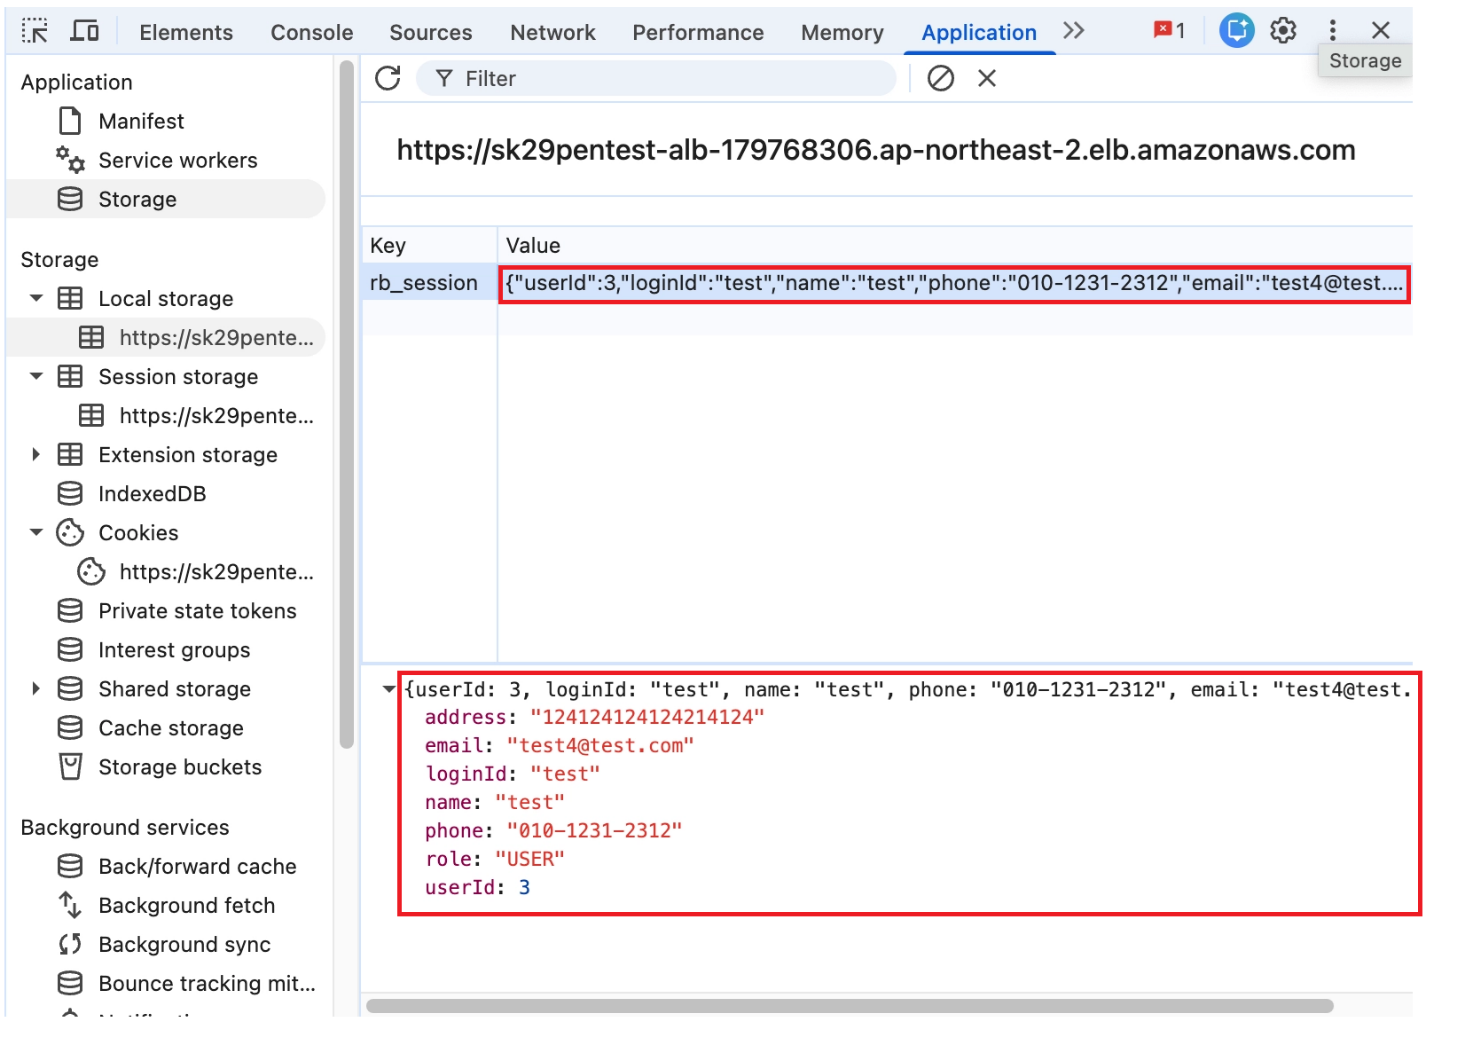 Elements Console Sources Network Performance Memory Application 1
Storage
Application
Manifest
Service workers
Storage
Storage
Local storage
https://sk29pente...
Session storage
https://sk29pente...
Extension storage
IndexedDB
Cookies
https://sk29pente...
Private state tokens
Interest groups
Shared storage
Cache storage
Storage buckets
Background services
Back/forward cache
Background fetch
Background sync
Bounce tracking mit...
Filter
https://sk29pentest-alb-179768306.ap-northeast-2.elb.amazonaws.com
Key Value
rb_session {"userId":3,"loginId":"test","name":"test","phone":"010-1231-2312","email":"test4@test....
{userId: 3, loginId: "test", name: "test", phone: "010-1231-2312", email: "test4@test.
address: "124124124124214124"
email: "test4@test.com"
loginId: "test"
name: "test"
phone: "010-1231-2312"
role: "USER"
userId: 3